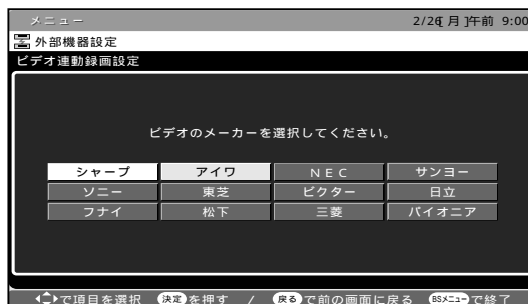 メニュー 2/26[月]午前 9:00
外部機器設定
ビデオ連動録画設定
ビデオのメーカーを選択してください。
シャープ アイワ NEC サンヨー
ソニー 東芝 ビクター 日立
フナイ 松下 三菱 パイオニア
で項目を選択 決定を押す / 戻るで前の画面に戻る BSメニューで終了